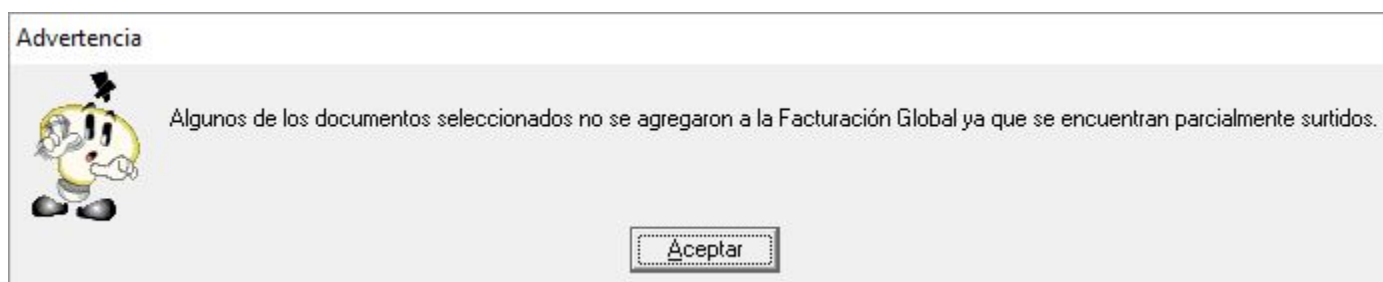 Advertencia
Algunos de los documentos seleccionados no se agregaron a la Facturación Global ya que se encuentran parcialmente surtidos.
Aceptar